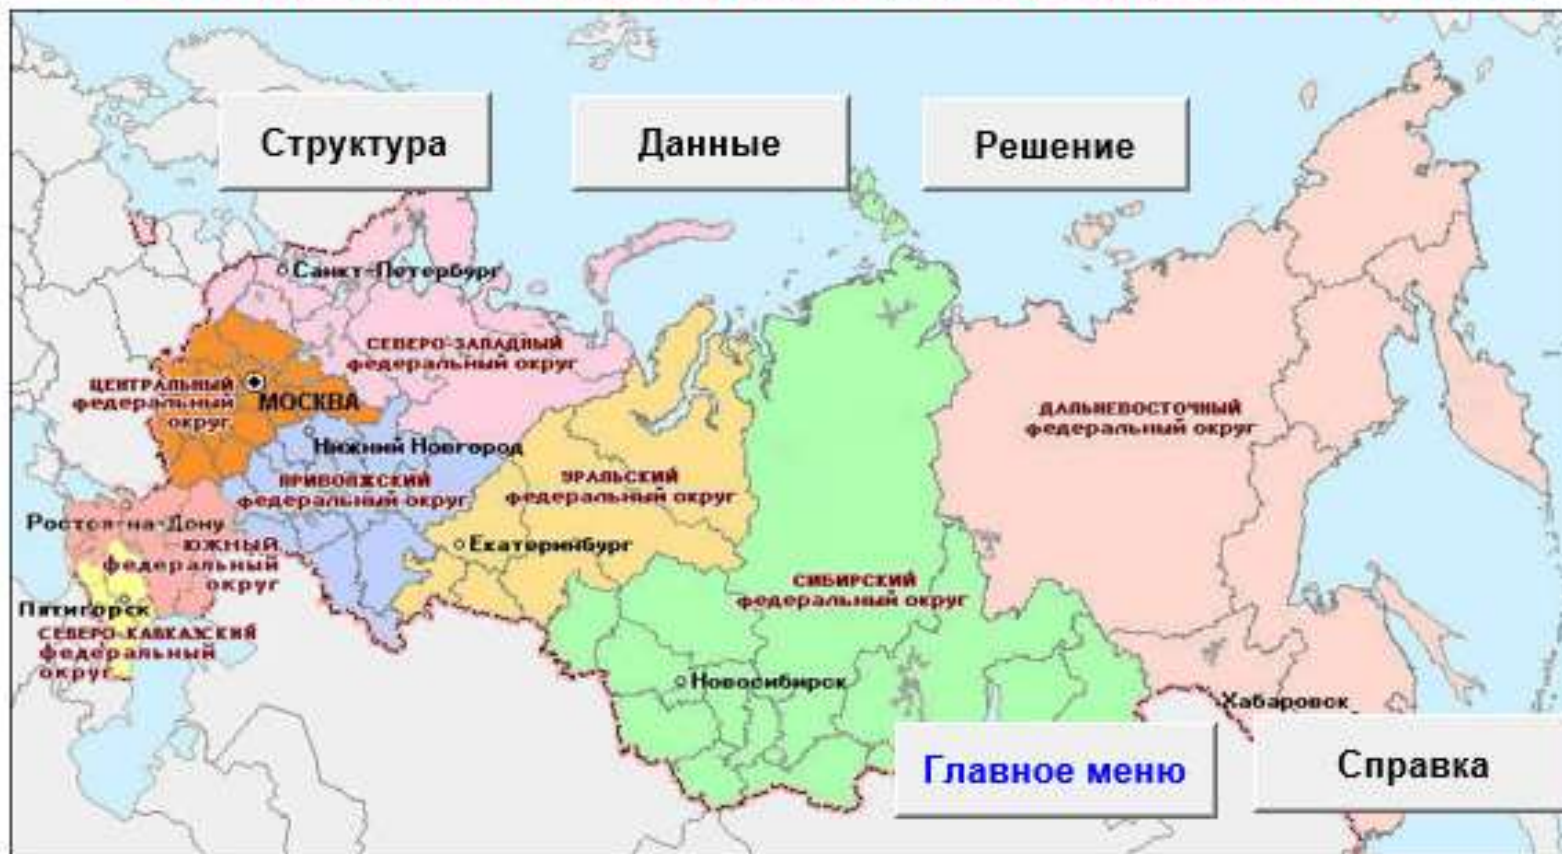 Структура
Данные
Решение
Санкт-Петербург
СЕВЕРО-ЗАПАДНЫЙ
федеральный округ
ЦЕНТРАЛЬНЫЙ
федеральный
округ
МОСКВА
ДАЛЬНЕВОСТОЧНЫЙ
федеральный округ
Нижний Новгород
ПРИВОЛЖСКИЙ
федеральный округ
УРАЛЬСКИЙ
федеральный округ
Ростов-на-Дону
ЮЖНЫЙ
федеральный
округ
Екатеринбург
СИБИРСКИЙ
федеральный округ
Пятигорск
СЕВЕРО-КАВКАЗСКИЙ
федеральный
округ
Новосибирск
Хабаровск
Главное меню
Справка